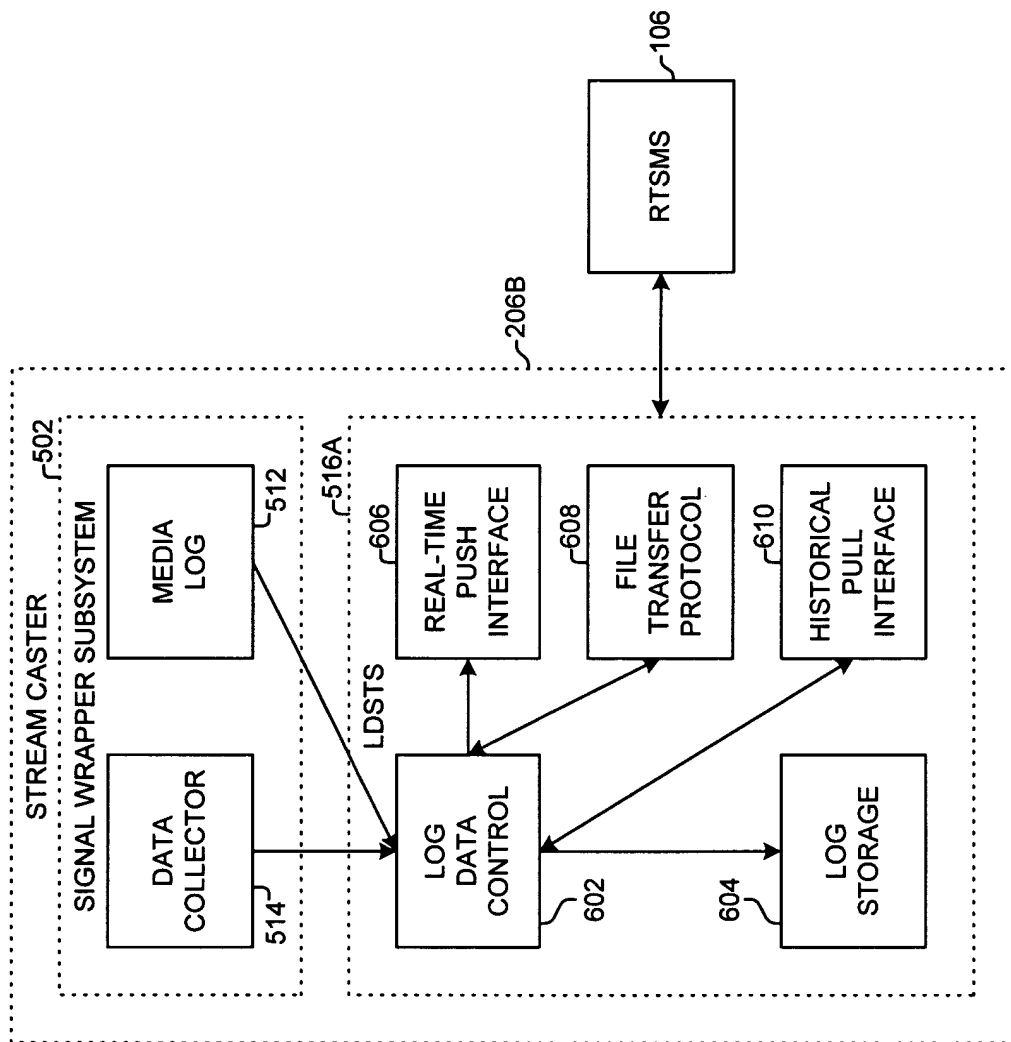 STREAM CASTER
502
SIGNAL WRAPPER SUBSYSTEM
DATA
COLLECTOR
514
MEDIA
LOG
512
206B
516A
LDSTS
LOG
DATA
CONTROL
602
REAL-TIME
PUSH
INTERFACE
606
FILE
TRANSFER
PROTOCOL
608
LOG
STORAGE
604
HISTORICAL
PULL
INTERFACE
610
RTSMS
106